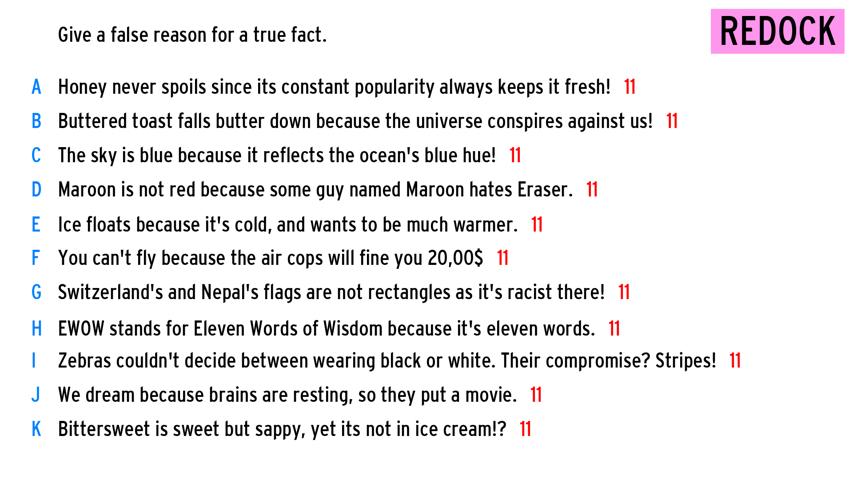 Give a false reason for a true fact.
REDOCK
A Honey never spoils since its constant popularity always keeps it fresh! 11
B Buttered toast falls butter down because the universe conspires against us! 11
C The sky is blue because it reflects the ocean's blue hue! 11
D Maroon is not red because some guy named Maroon hates Eraser. 11
E Ice floats because it's cold, and wants to be much warmer. 11
F You can't fly because the air cops will fine you 20,00$ 11
G Switzerland's and Nepal's flags are not rectangles as it's racist there! 11
H EWOW stands for Eleven Words of Wisdom because it's eleven words. 11
I Zebras couldn't decide between wearing black or white. Their compromise? Stripes! 11
J We dream because brains are resting, so they put a movie. 11
K Bittersweet is sweet but sappy, yet its not in ice cream!? 11